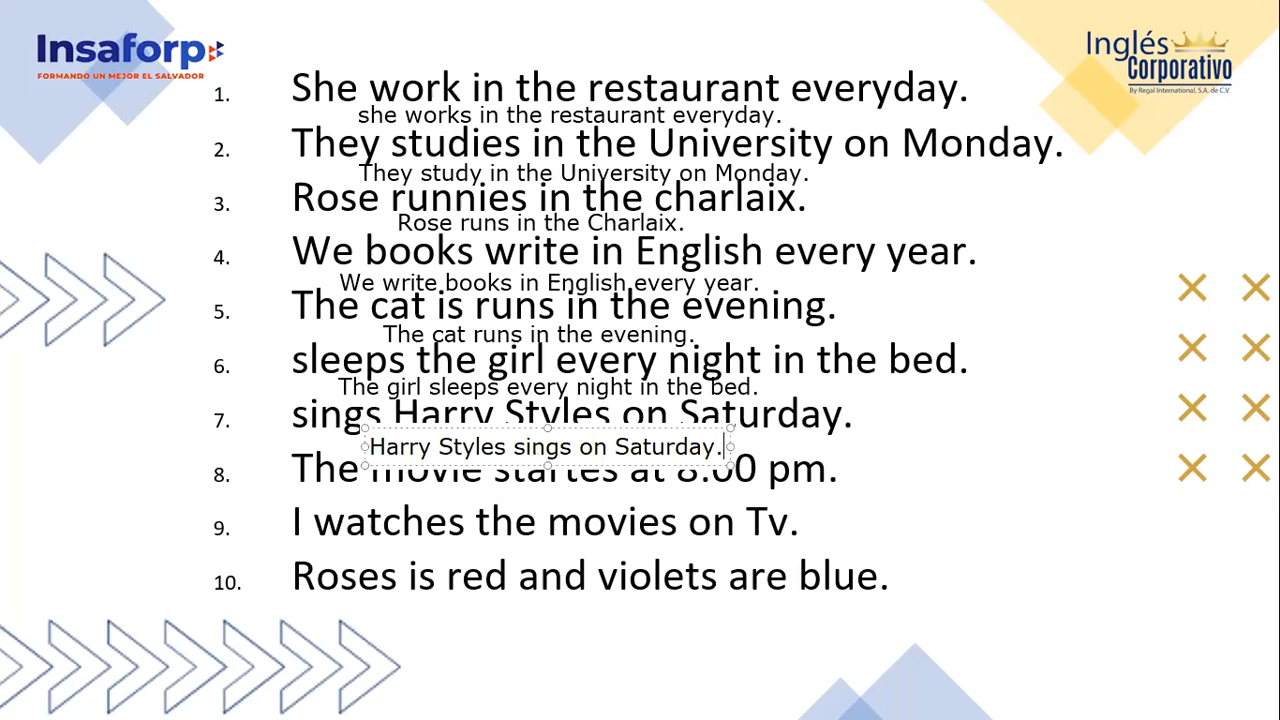 Insaforp
FORMANDO UN MEJOR EL SALVADOR
Inglés
Corporativo
By Regal International, S.A. de C.V.
1. She work in the restaurant everyday.
she works in the restaurant everyday.
2. They studies in the University on Monday.
They study in the University on Monday.
3. Rose runnies in the charlaix.
Rose runs in the Charlaix.
4. We books write in English every year.
We write books in English every year.
5. The cat is runs in the evening.
The cat runs in the evening.
6. sleeps the girl every night in the bed.
The girl sleeps every night in the bed.
7. sings Harry Styles on Saturday.
Harry Styles sings on Saturday.
8. The movie startes at 8:00 pm.
9. I watches the movies on Tv.
10. Roses is red and violets are blue.